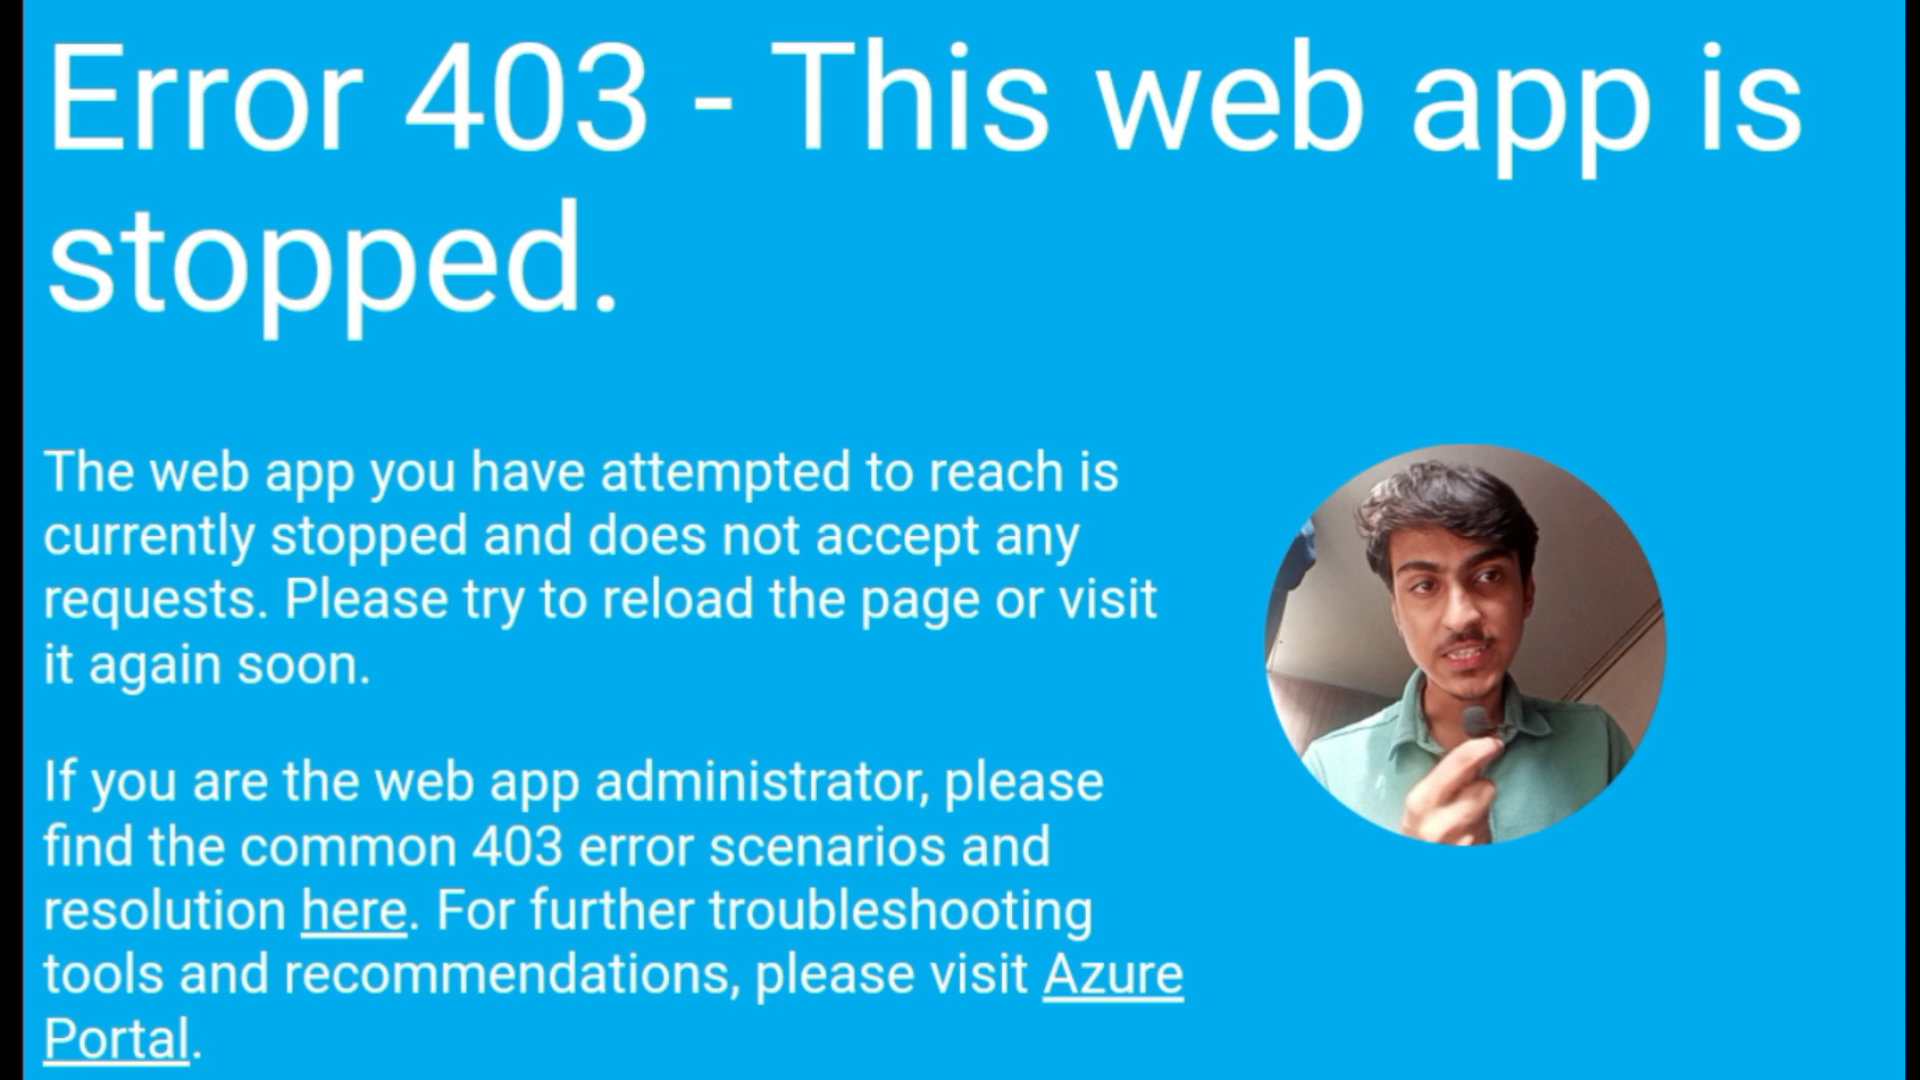 Error 403 - This web app is
stopped.
The web app you have attempted to reach is
currently stopped and does not accept any
requests. Please try to reload the page or visit
it again soon.
If you are the web app administrator, please
find the common 403 error scenarios and
resolution here. For further troubleshooting
tools and recommendations, please visit Azure
Portal.